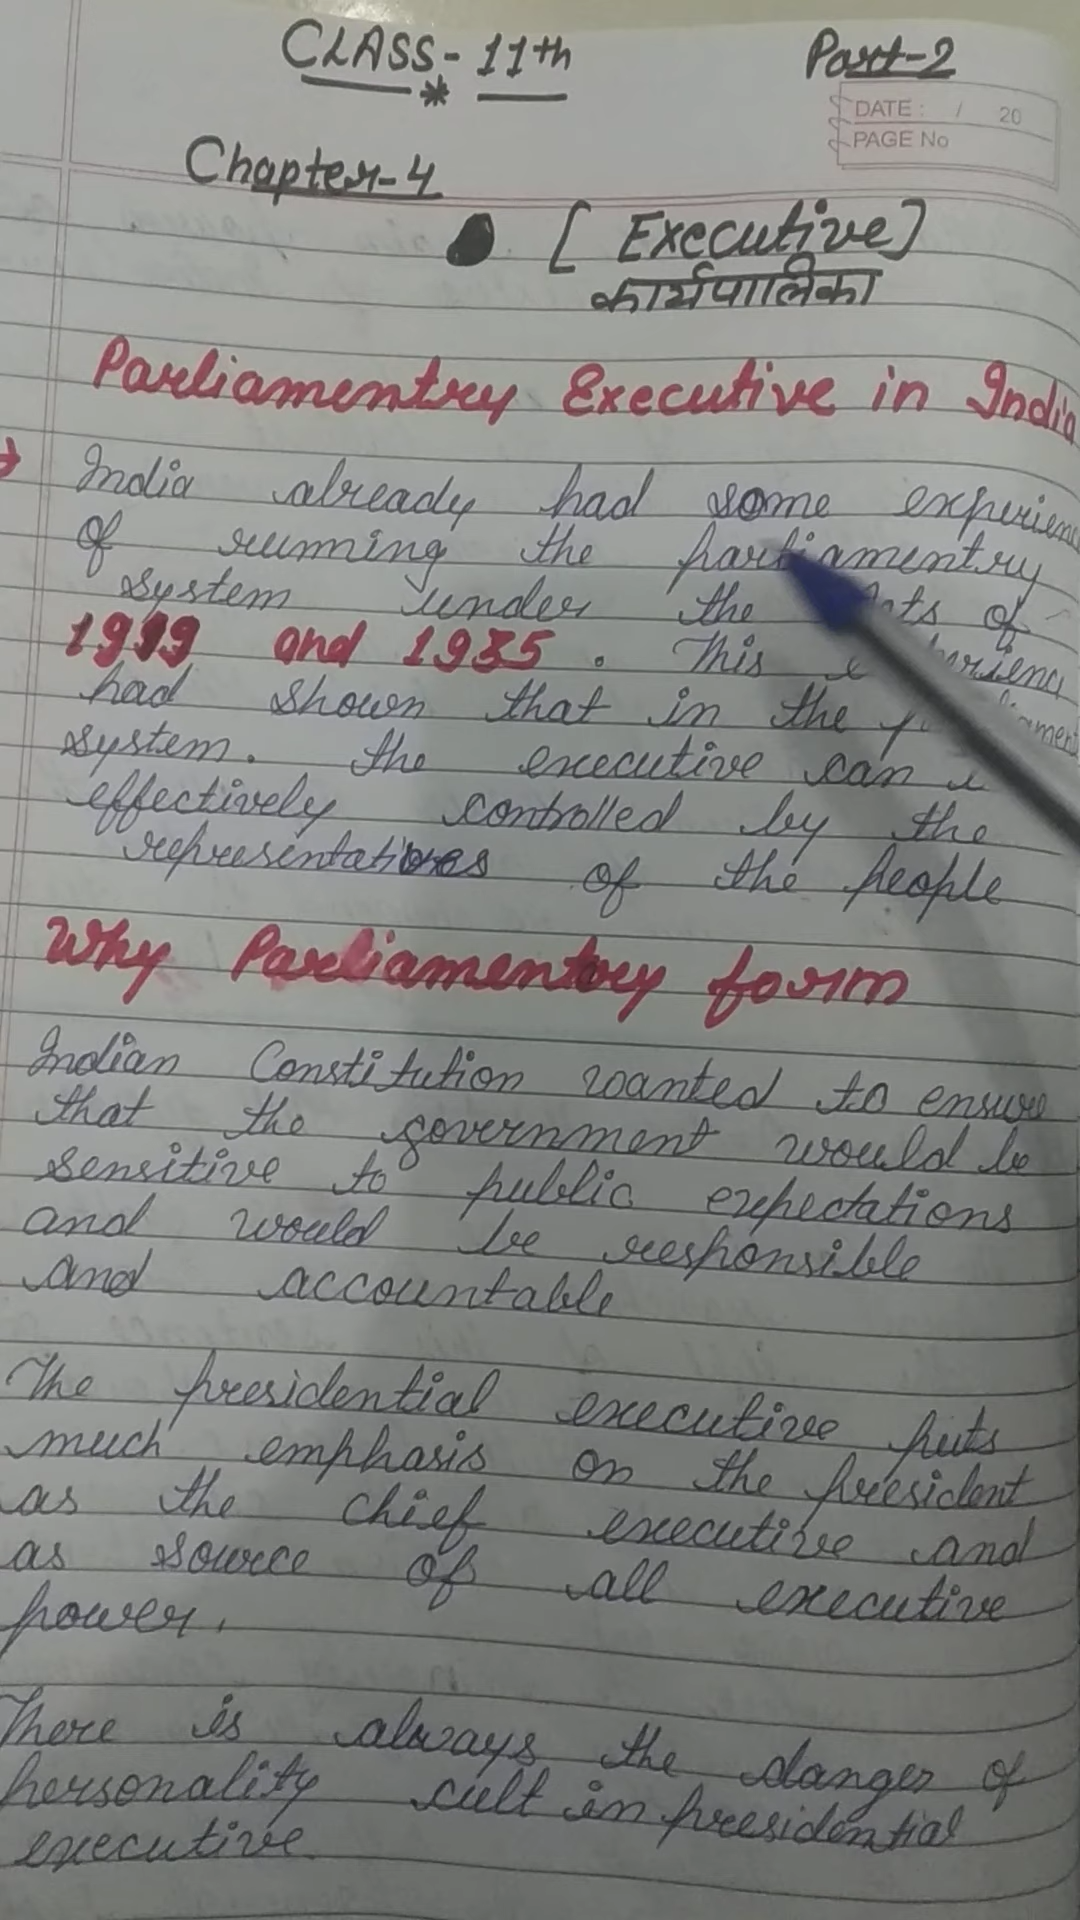 CLASS- 11th
Part-2
DATE: / 20
PAGE No
Chapter-4
[Executive]
कार्यपालिका
Parliamentry Executive in India
India already had some experien
of running the parliamentry
system under the of
1919 and 1935. This
had shown that in the
system. the executive can
effectively controlled by the
representatives of the people
Why Parliamentry form
Indian Constitution wanted to ensure
that the government would be
sensitive to public expectations
and would be responsible
and accountable
The presidential executive puts
much emphasis on the president
as the chief executive and
as source of all executive
power.
There is always the danger of
personality cult in presidential
executive.